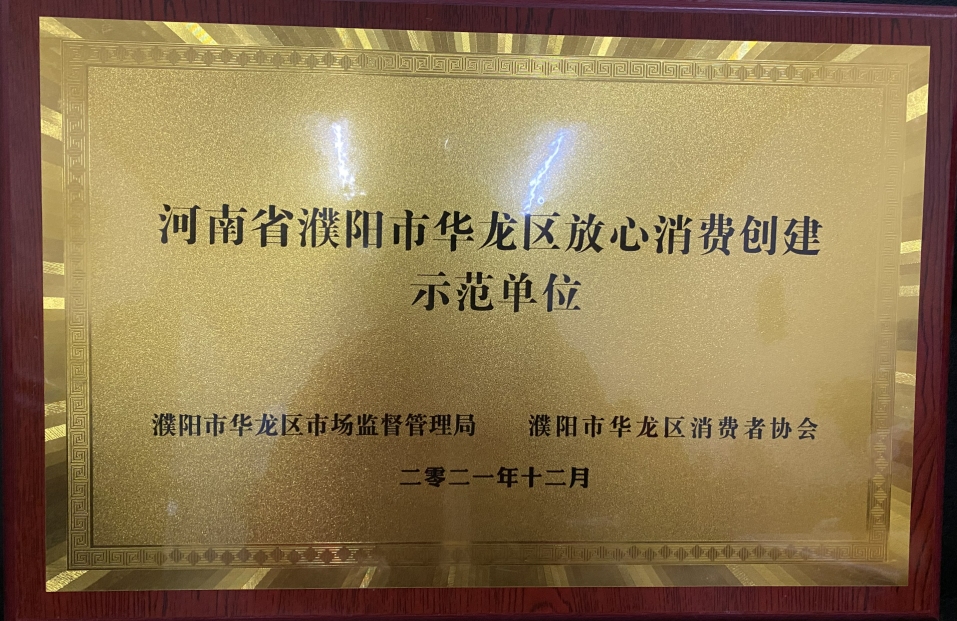 河南省濮阳市华龙区放心消费创建
示范单位
濮阳市华龙区市场监督管理局 濮阳市华龙区消费者协会
二零二一年十二月